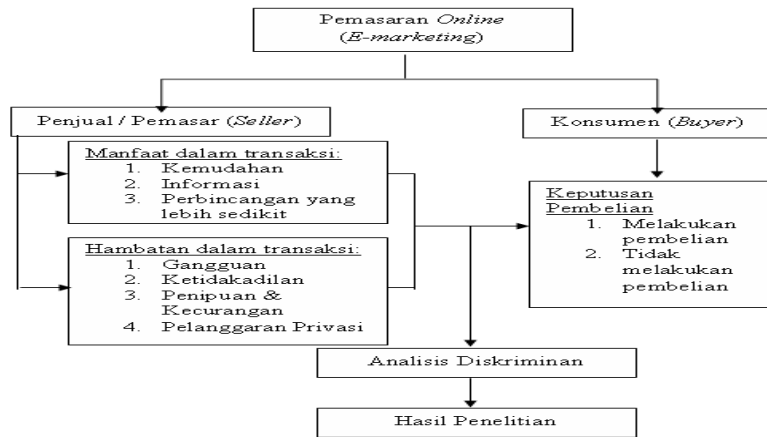 Pemasaran Online
(E-marketing)
Penjual / Pemasar (Seller)
Konsumen (Buyer)
Manfaat dalam transaksi:
1. Kemudahan
2. Informasi
3. Perbincangan yang
lebih sedikit
Hambatan dalam transaksi:
1. Gangguan
2. Ketidakadilan
3. Penipuan &
Kecurangan
4. Pelanggaran Privasi
Keputusan
Pembelian
1. Melakukan
pembelian
2. Tidak
melakukan
pembelian
Analisis Diskriminan
Hasil Penelitian